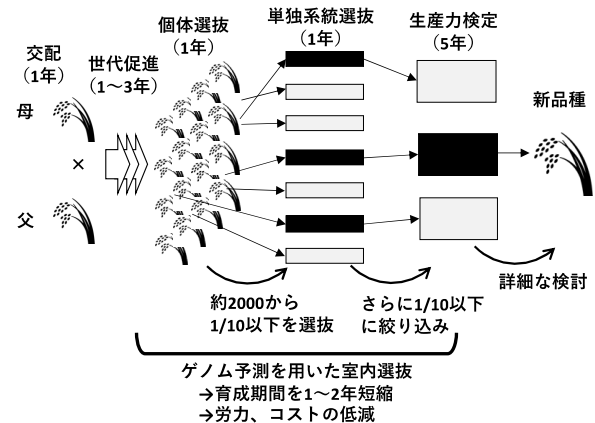 交配
（1年）
母
×
父
世代促進
（1～3年）
個体選抜
（1年）
単独系統選抜
（1年）
生産力検定
（5年）
新品種
約2000から
1/10以下を選抜
さらに1/10以下
に絞り込み
詳細な検討
ゲノム予測を用いた室内選抜
→育成期間を1～2年短縮
→労力、コストの低減